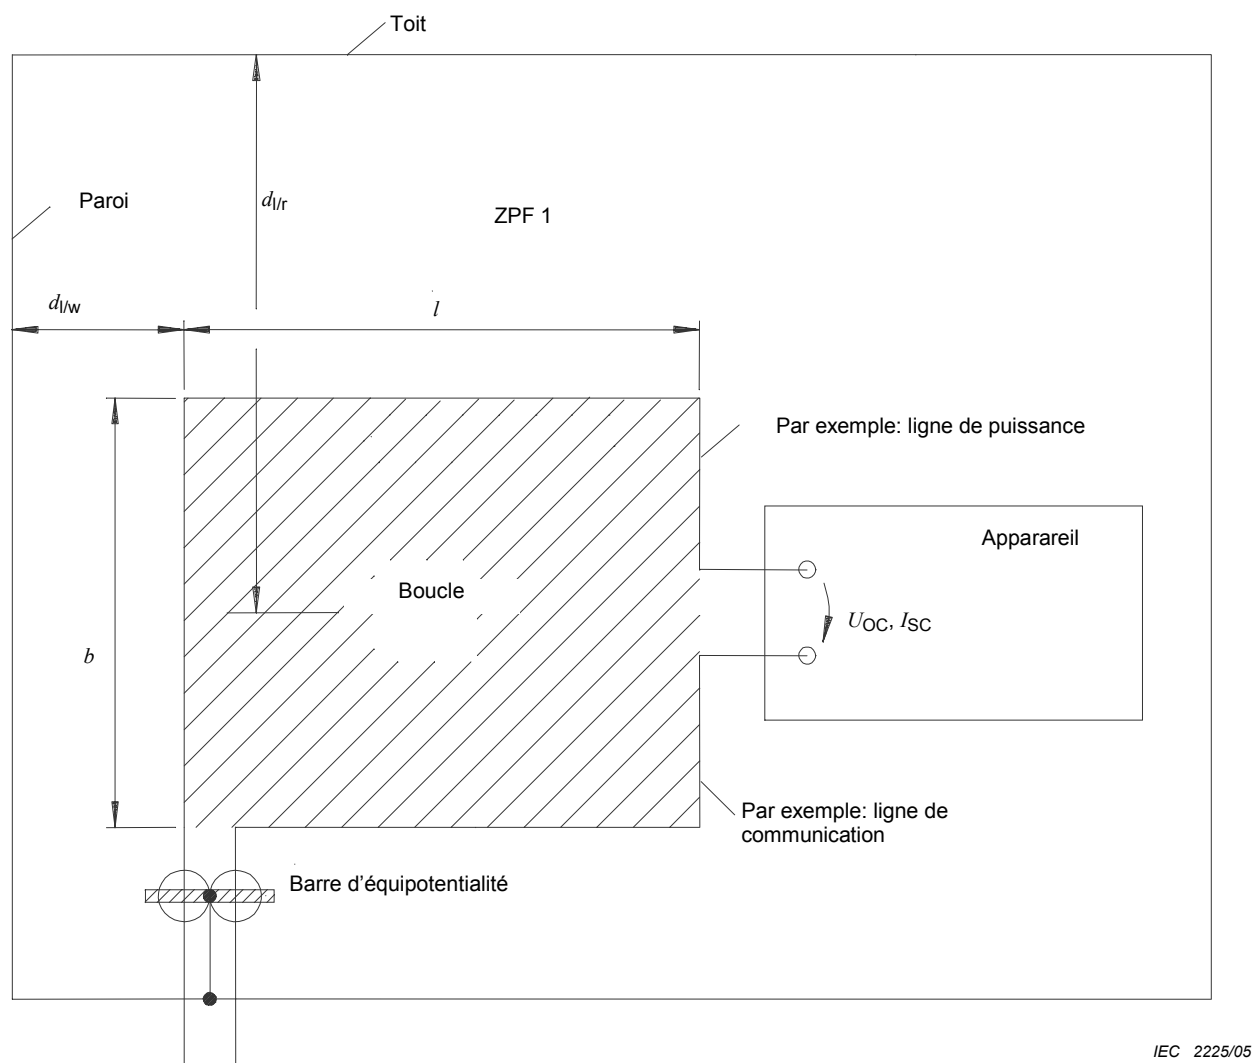 Toit
Paroi
dl/r
ZPF 1
dl/w
l
Par exemple: ligne de puissance
Apparareil
Boucle
UOC, ISC
b
Par exemple: ligne de
communication
Barre d’équipotentialité
IEC 2225/05